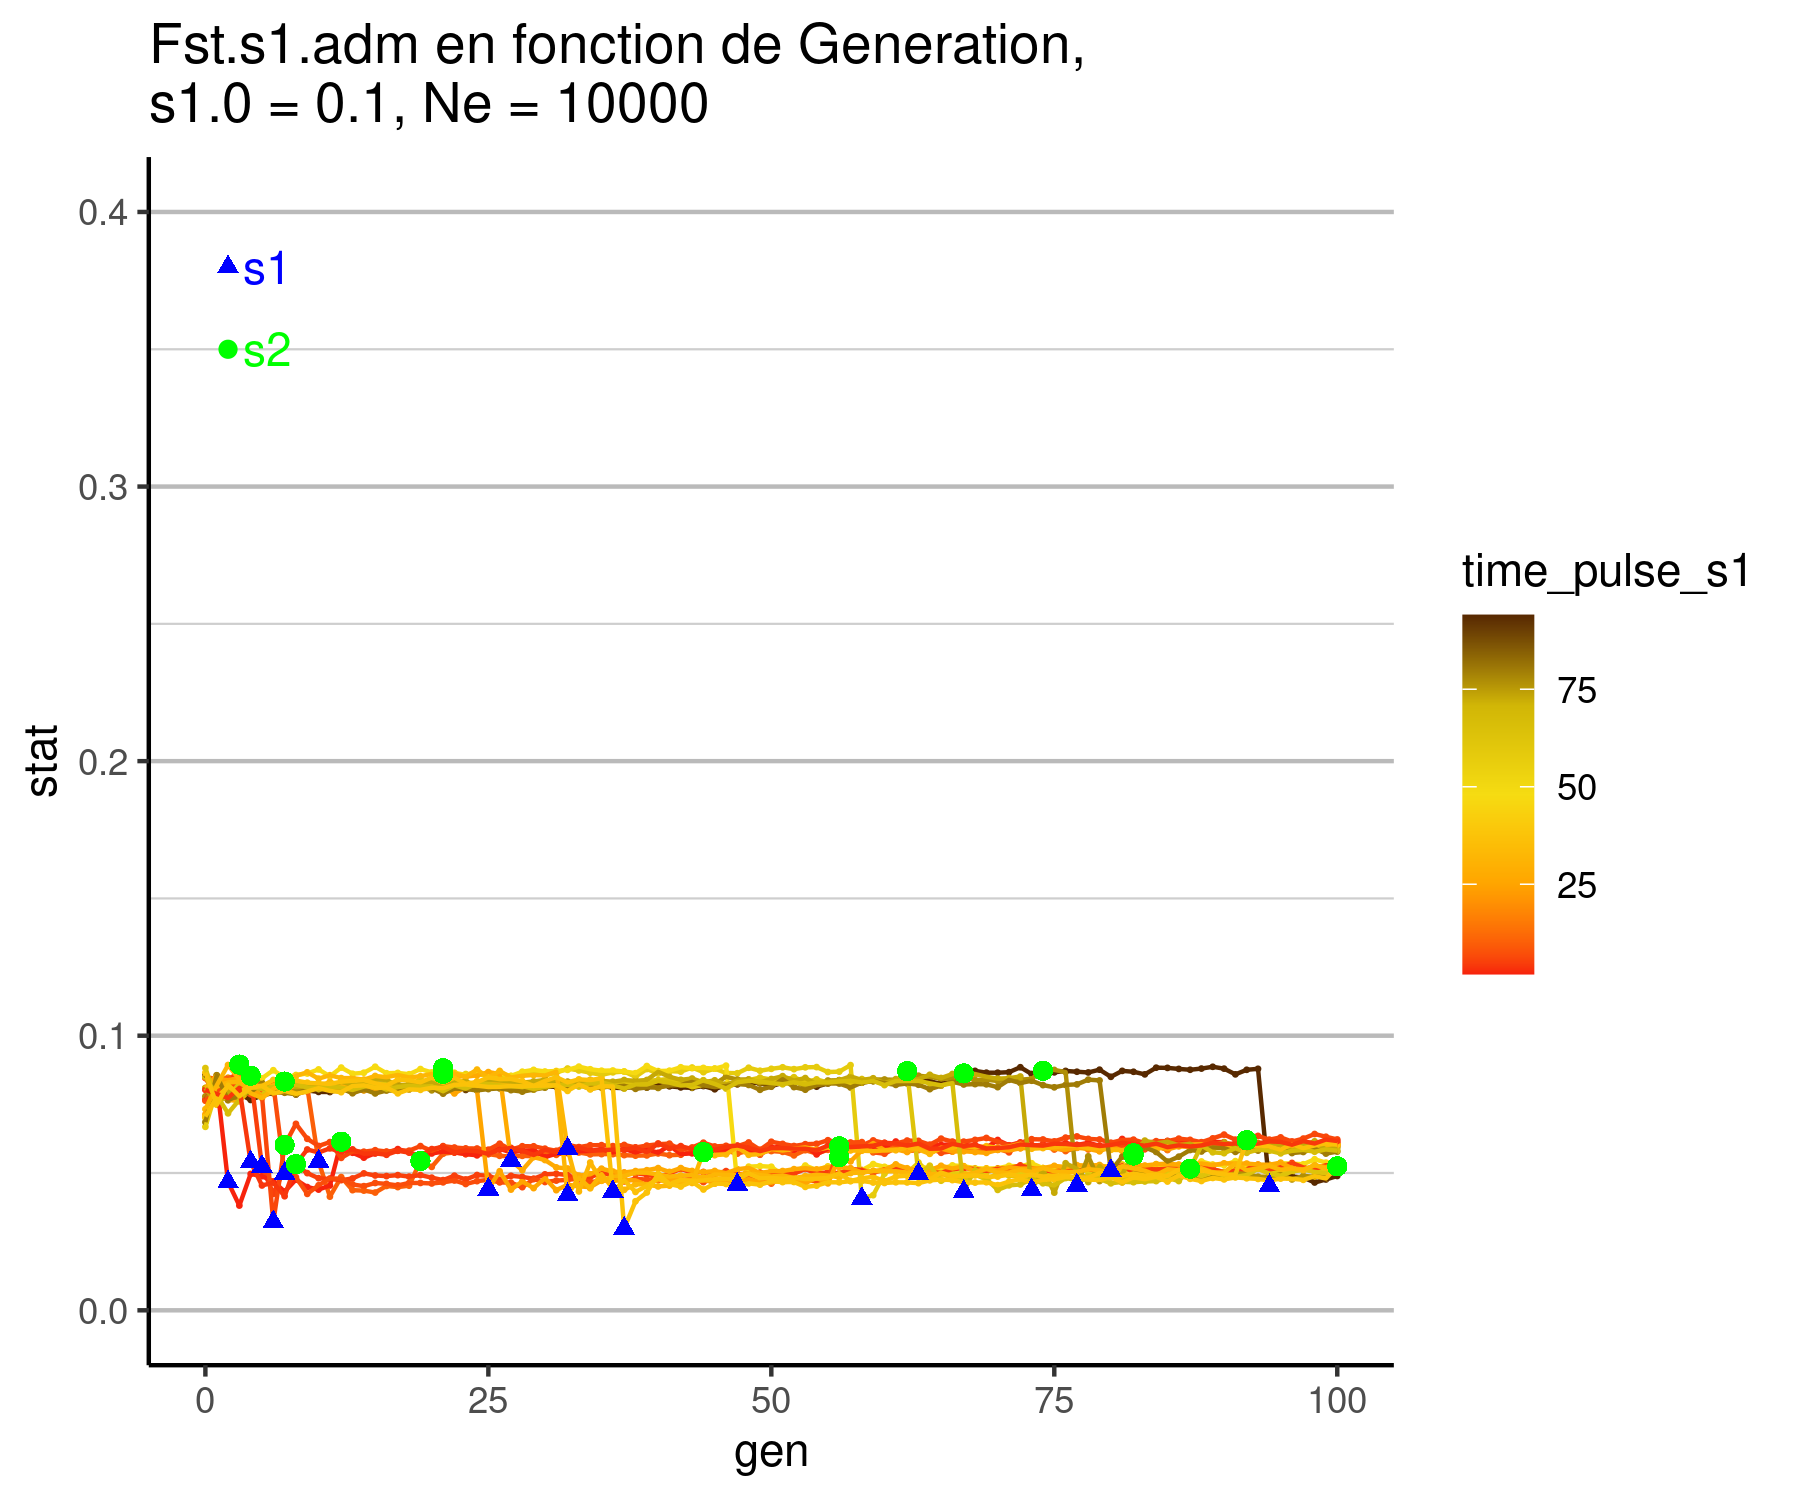 Fst.s1.adm en fonction de Generation,
s1.0 = 0.1, Ne = 10000
0.4
s1
s2
0.3
0.2
0.1
0.0
stat
0 25 50 75 100
gen
time_pulse_s1
75
50
25